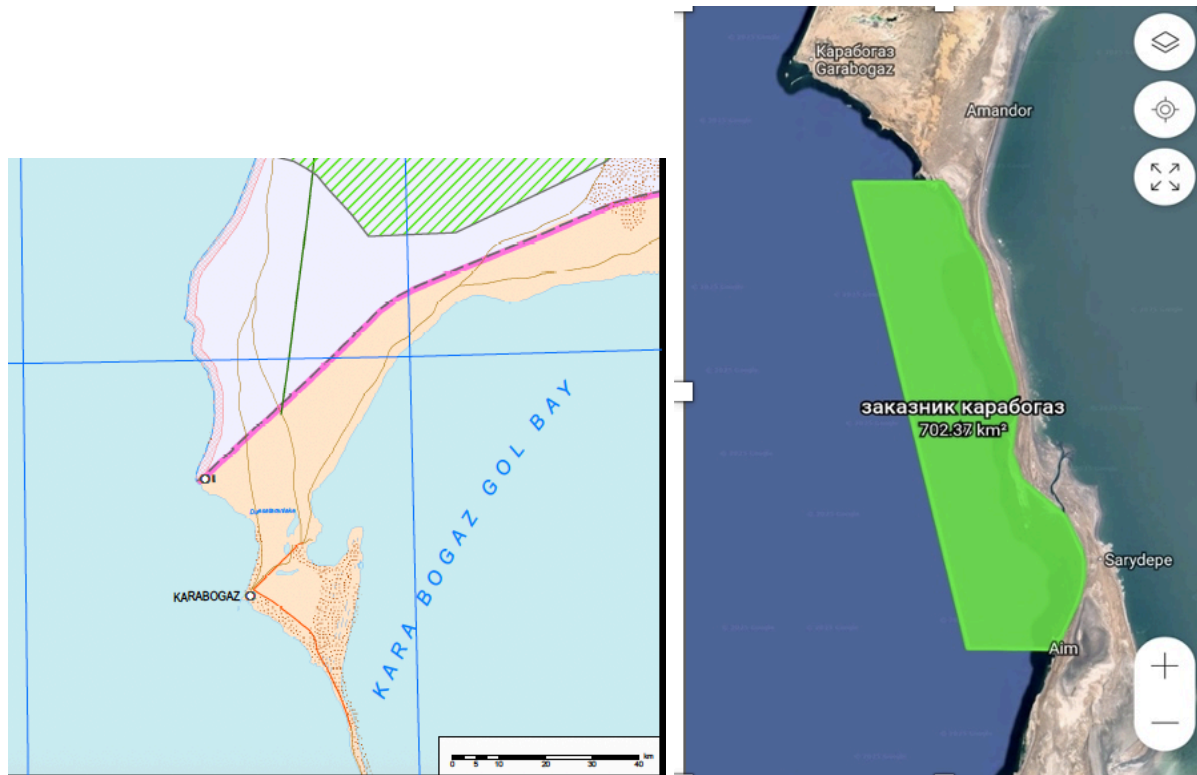 KARABOGAZ
KARA BOGAZ GOL BAY
km
0 5 10 20 30 40
Карабогаз
Garabogaz
Amandor
заказник карабогаз
702.37 km²
Sarydepe
Aim